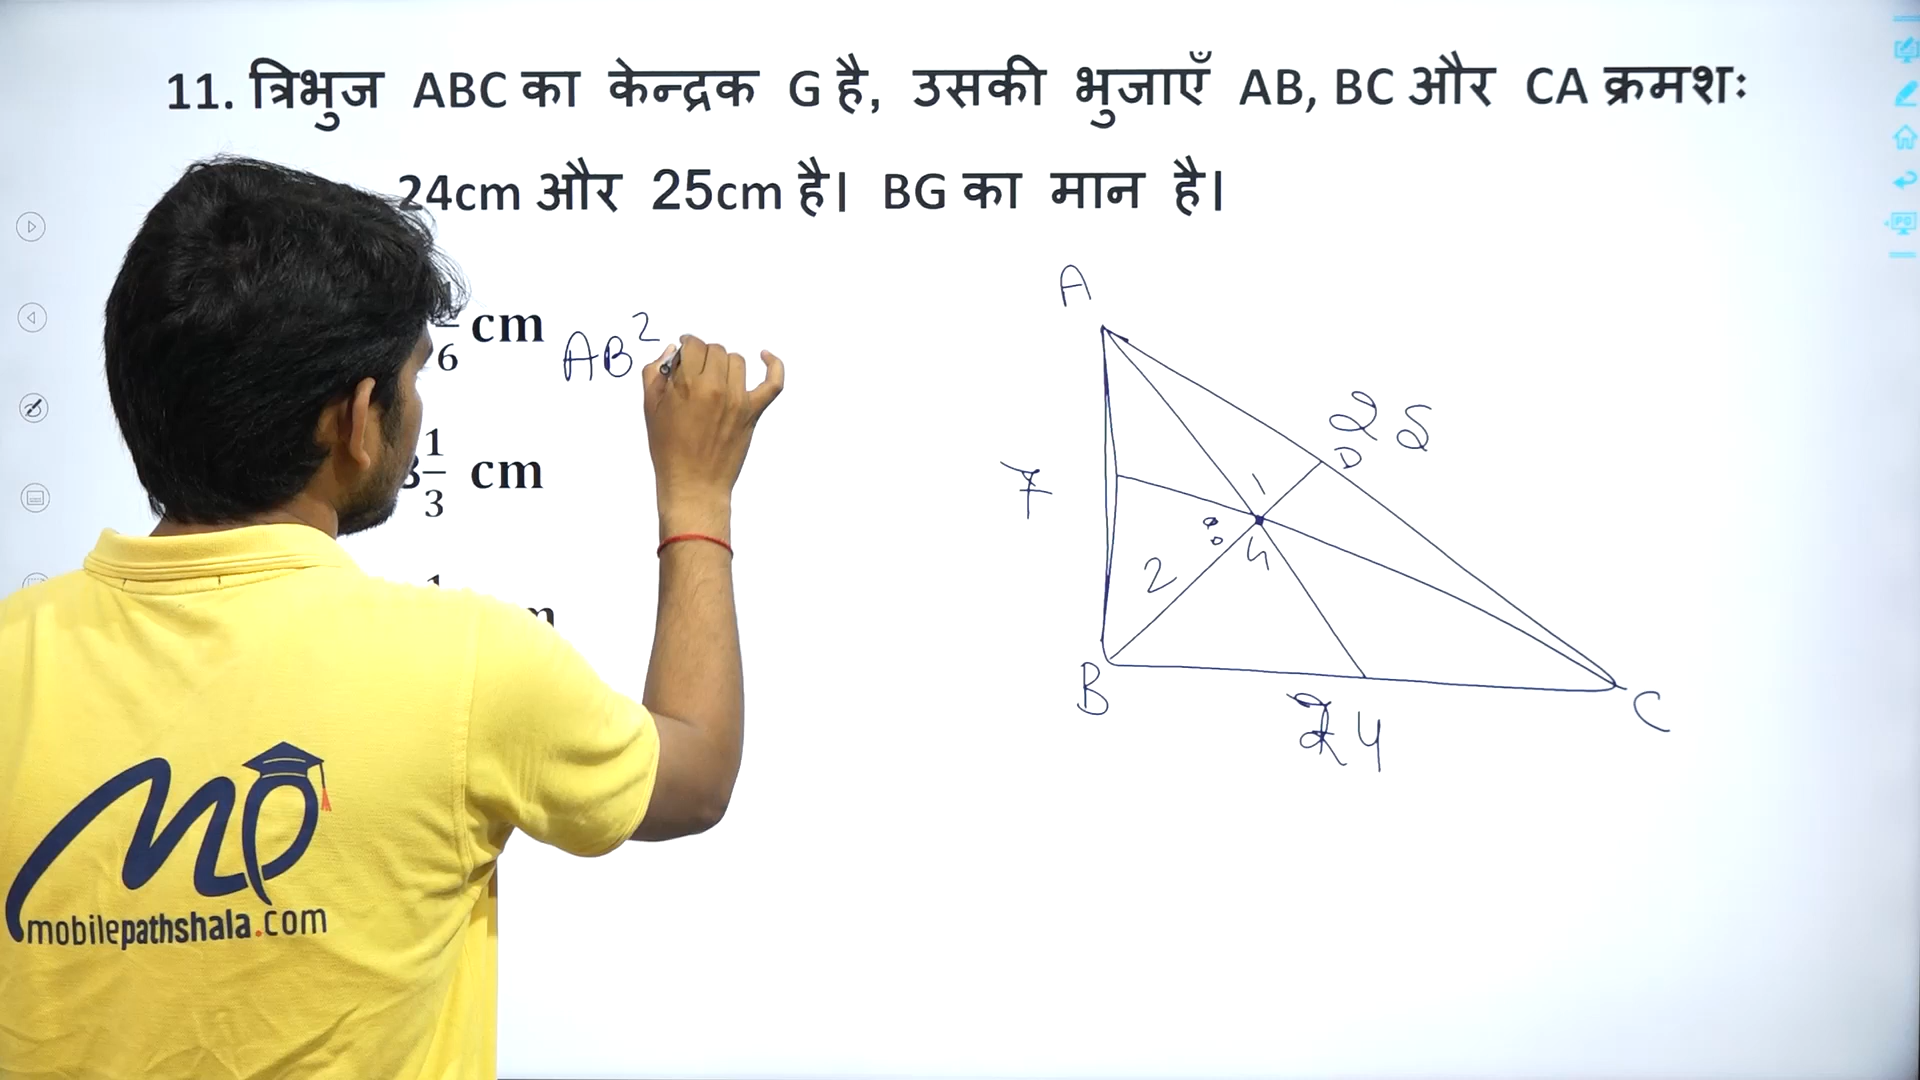 11. त्रिभुज ABC का केन्द्रक G है, उसकी भुजाएँ AB, BC और CA क्रमशः
24cm और 25cm है। BG का मान है।
6 cm
1/3 cm
AB²
A
25
D
7
1
2
G
B
24
C
mobilepathshala.com